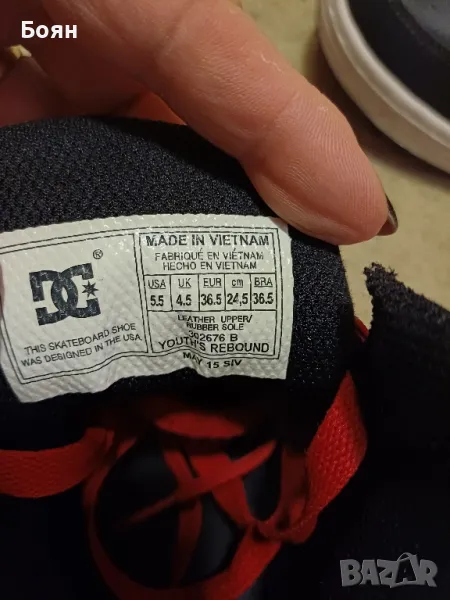 Боян
MADE IN VIETNAM
FABRIQUÉ EN VIETNAM
HECHO EN VIETNAM
USA UK EUR cm BRA
5.5 4.5 36.5 24,5 36.5
LEATHER UPPER/
RUBBER SOLE
302676 B
YOUTH'S REBOUND
MAY 15 SIV
DC
®
THIS SKATEBOARD SHOE
WAS DESIGNED IN THE USA
BAZAR